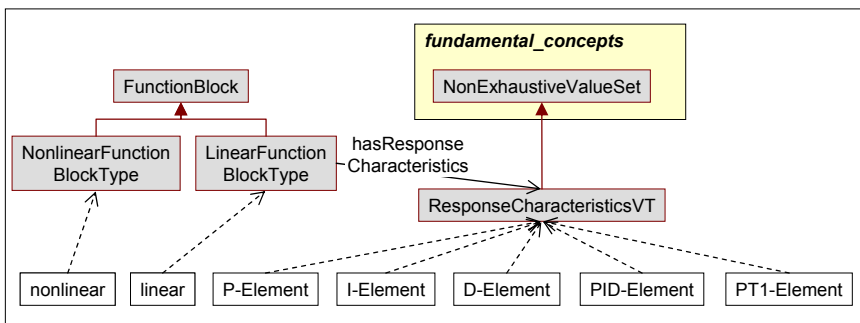 fundamental_concepts
FunctionBlock
NonExhaustiveValueSet
NonlinearFunction
BlockType
LinearFunction
BlockType
hasResponse
Characteristics
ResponseCharacteristicsVT
nonlinear
linear
P-Element
I-Element
D-Element
PID-Element
PT1-Element